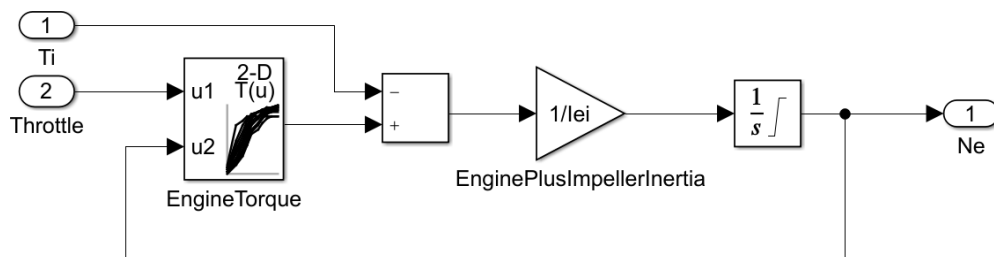 1
Ti
2
Throttle
2-D
T(u)
u1
u2
EngineTorque
−
+
1/Iei
EnginePlusImpellerInertia
1
s
1
Ne